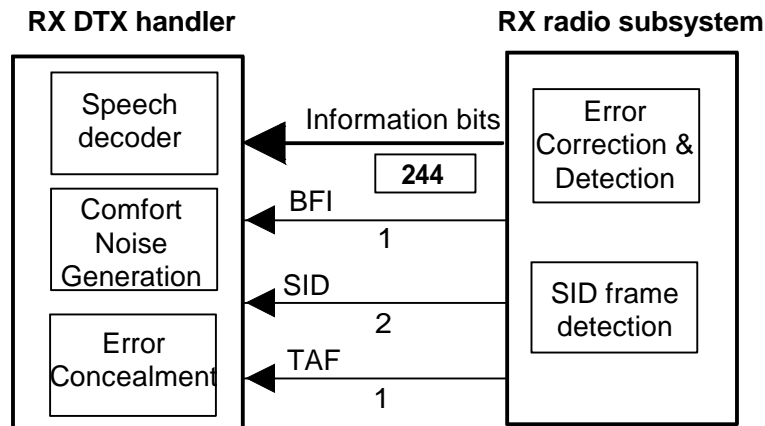 RX DTX handler
RX radio subsystem
Speech
decoder
Information bits
244
Error
Correction &
Detection
Comfort
Noise
Generation
BFI
1
SID
2
SID frame
detection
Error
Concealment
TAF
1